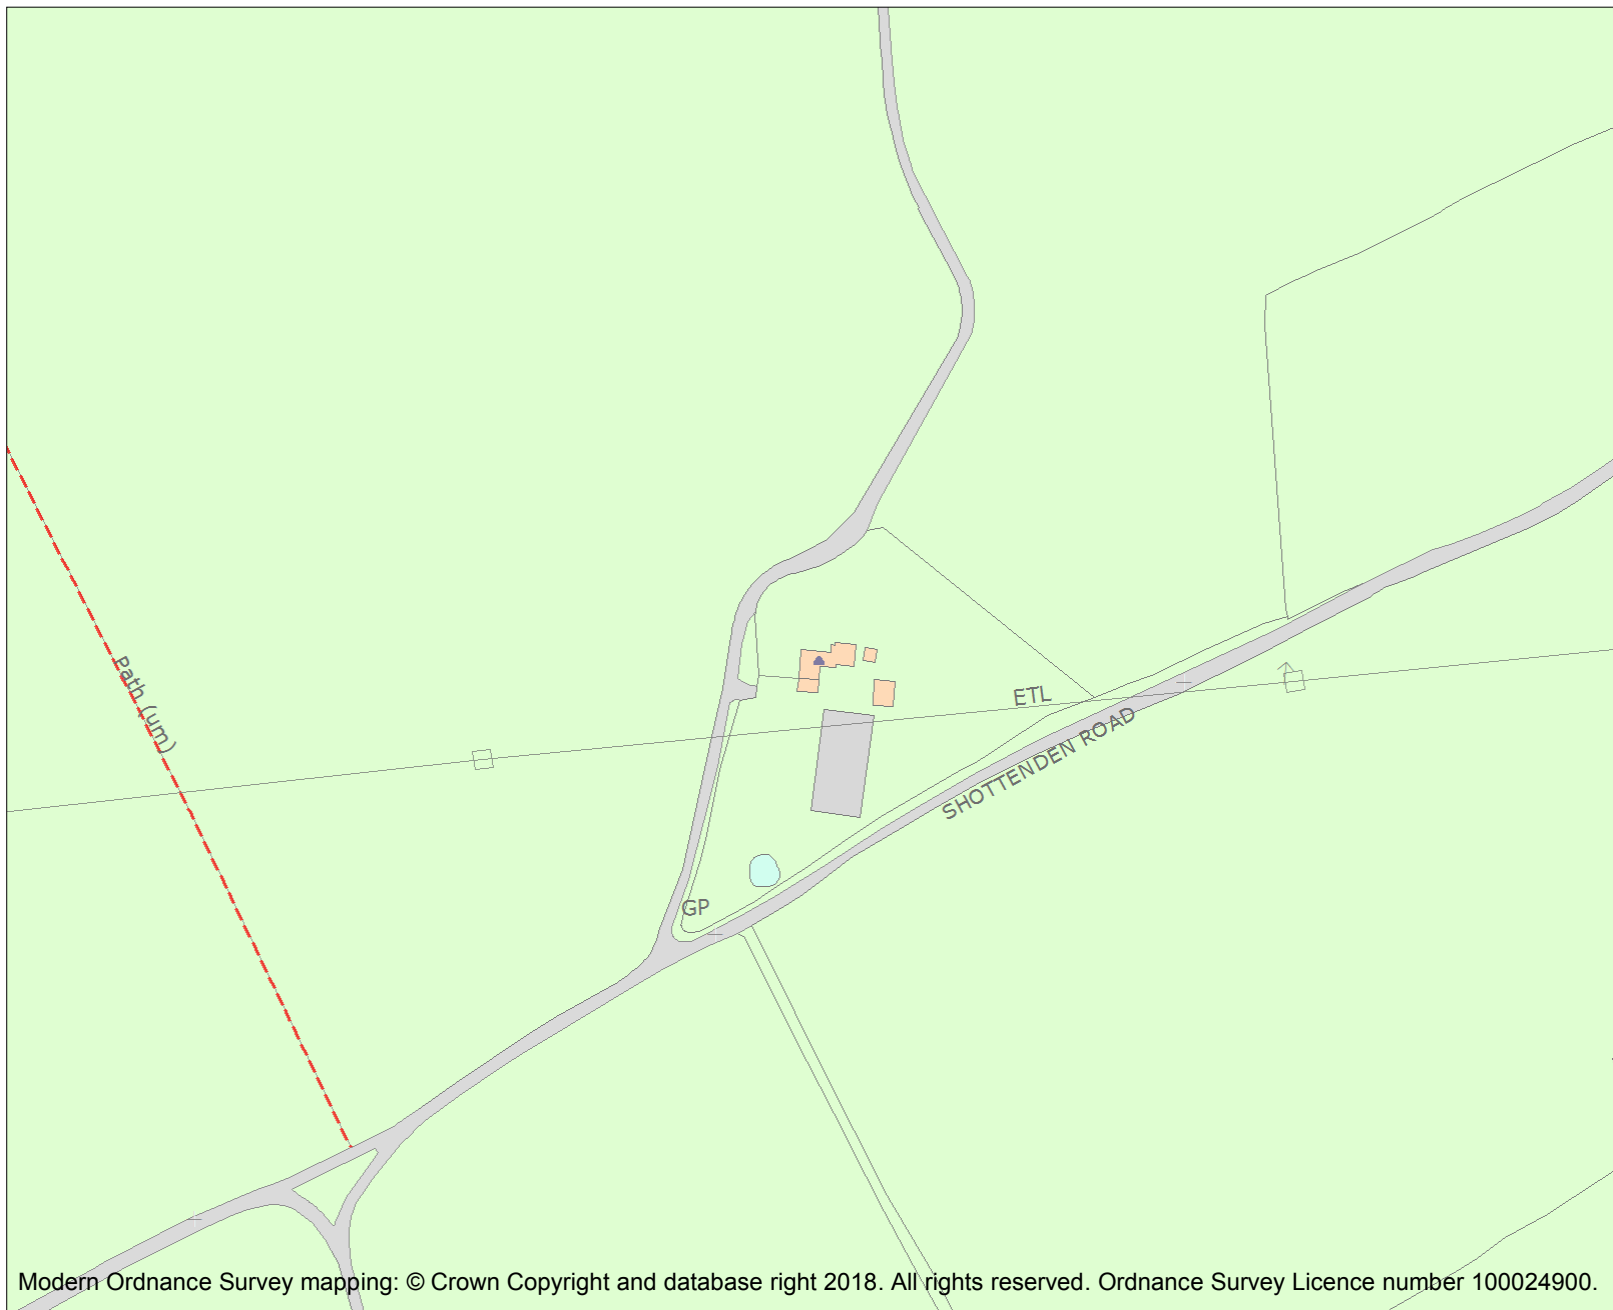 Path (um)
ETL
SHOTTENDEN ROAD
GP
Modern Ordnance Survey mapping: © Crown Copyright and database right 2018. All rights reserved. Ordnance Survey Licence number 100024900.